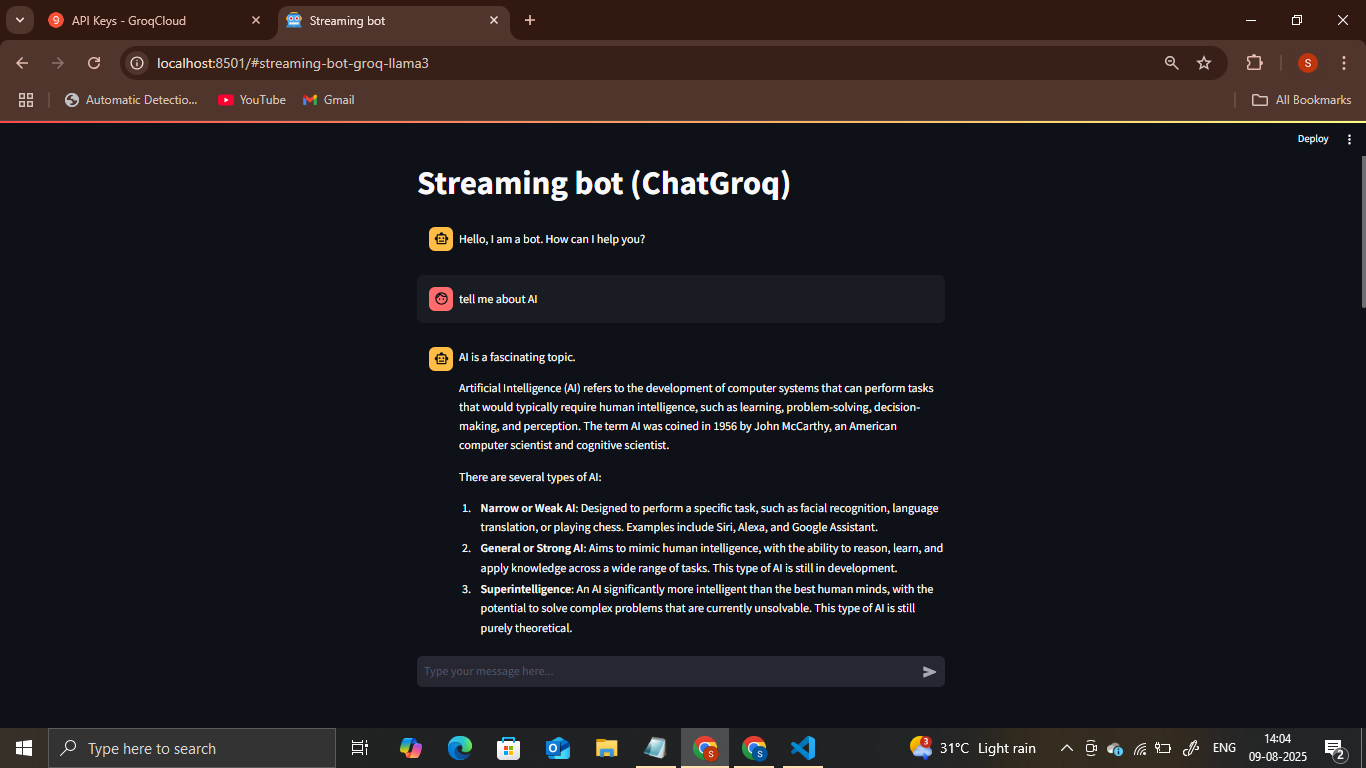 API Keys - GroqCloud
Streaming bot
localhost:8501/#streaming-bot-groq-llama3
S
Automatic Detectio...
YouTube
Gmail
All Bookmarks
Deploy
Streaming bot (ChatGroq)
Hello, I am a bot. How can I help you?
tell me about AI
AI is a fascinating topic.
Artificial Intelligence (AI) refers to the development of computer systems that can perform tasks
that would typically require human intelligence, such as learning, problem-solving, decision-
making, and perception. The term AI was coined in 1956 by John McCarthy, an American
computer scientist and cognitive scientist.
There are several types of AI:
1. Narrow or Weak AI: Designed to perform a specific task, such as facial recognition, language
translation, or playing chess. Examples include Siri, Alexa, and Google Assistant.
2. General or Strong AI: Aims to mimic human intelligence, with the ability to reason, learn, and
apply knowledge across a wide range of tasks. This type of AI is still in development.
3. Superintelligence: An AI significantly more intelligent than the best human minds, with the
potential to solve complex problems that are currently unsolvable. This type of AI is still
purely theoretical.
Type your message here...
Type here to search
S
S
3
31°C Light rain
ENG
14:04
09-08-2025
2